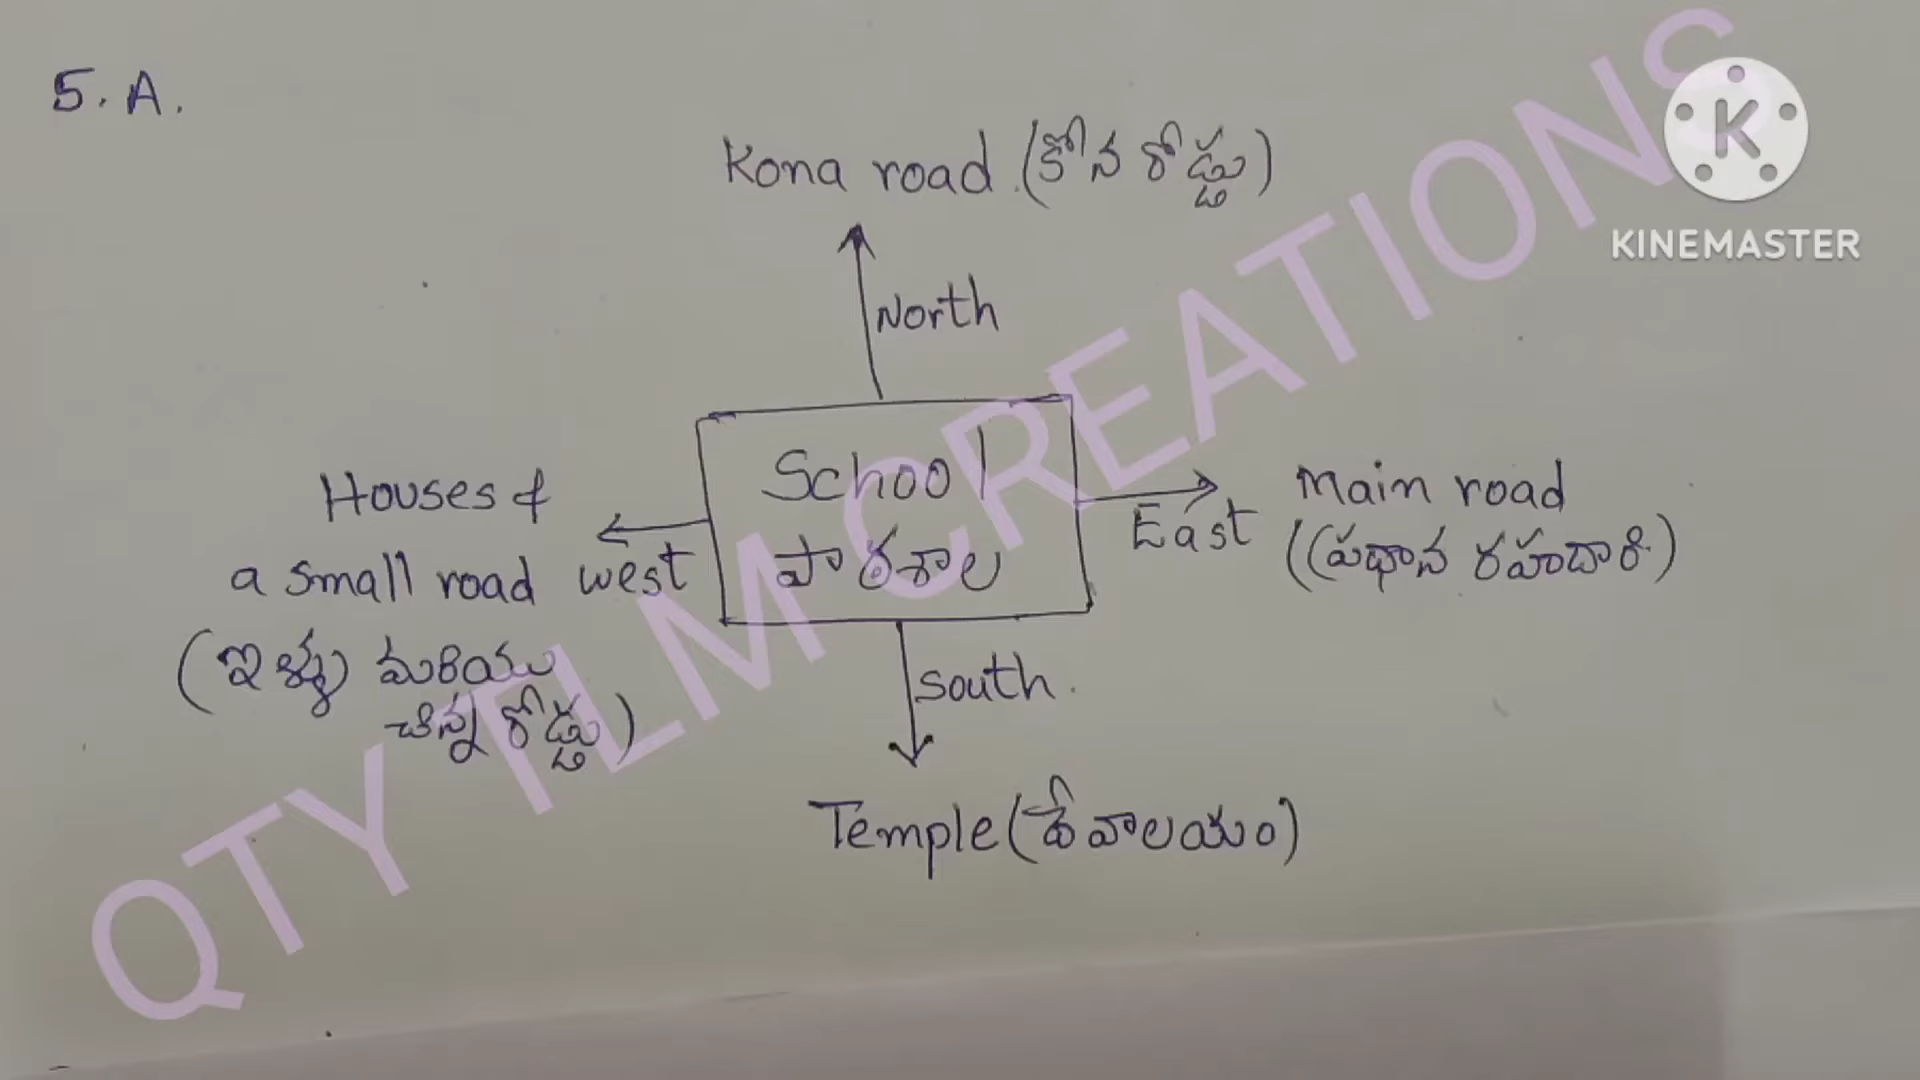 5. A.
Kona road (కోన రోడ్డు)
North
School
పాఠశాల
Houses &
a small road
west
(ఇళ్ళు మరియు
చిన్న రోడ్డు)
East
Main road
(ప్రధాన రహదారి)
south.
Temple (శివాలయం)
QTY TLM CREATIONS
K
KINEMASTER